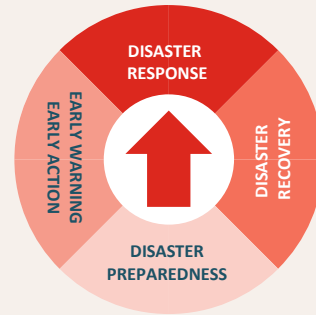 DISASTER
RESPONSE
EARLY WARNING
EARLY ACTION
DISASTER
RECOVERY
DISASTER
PREPAREDNESS